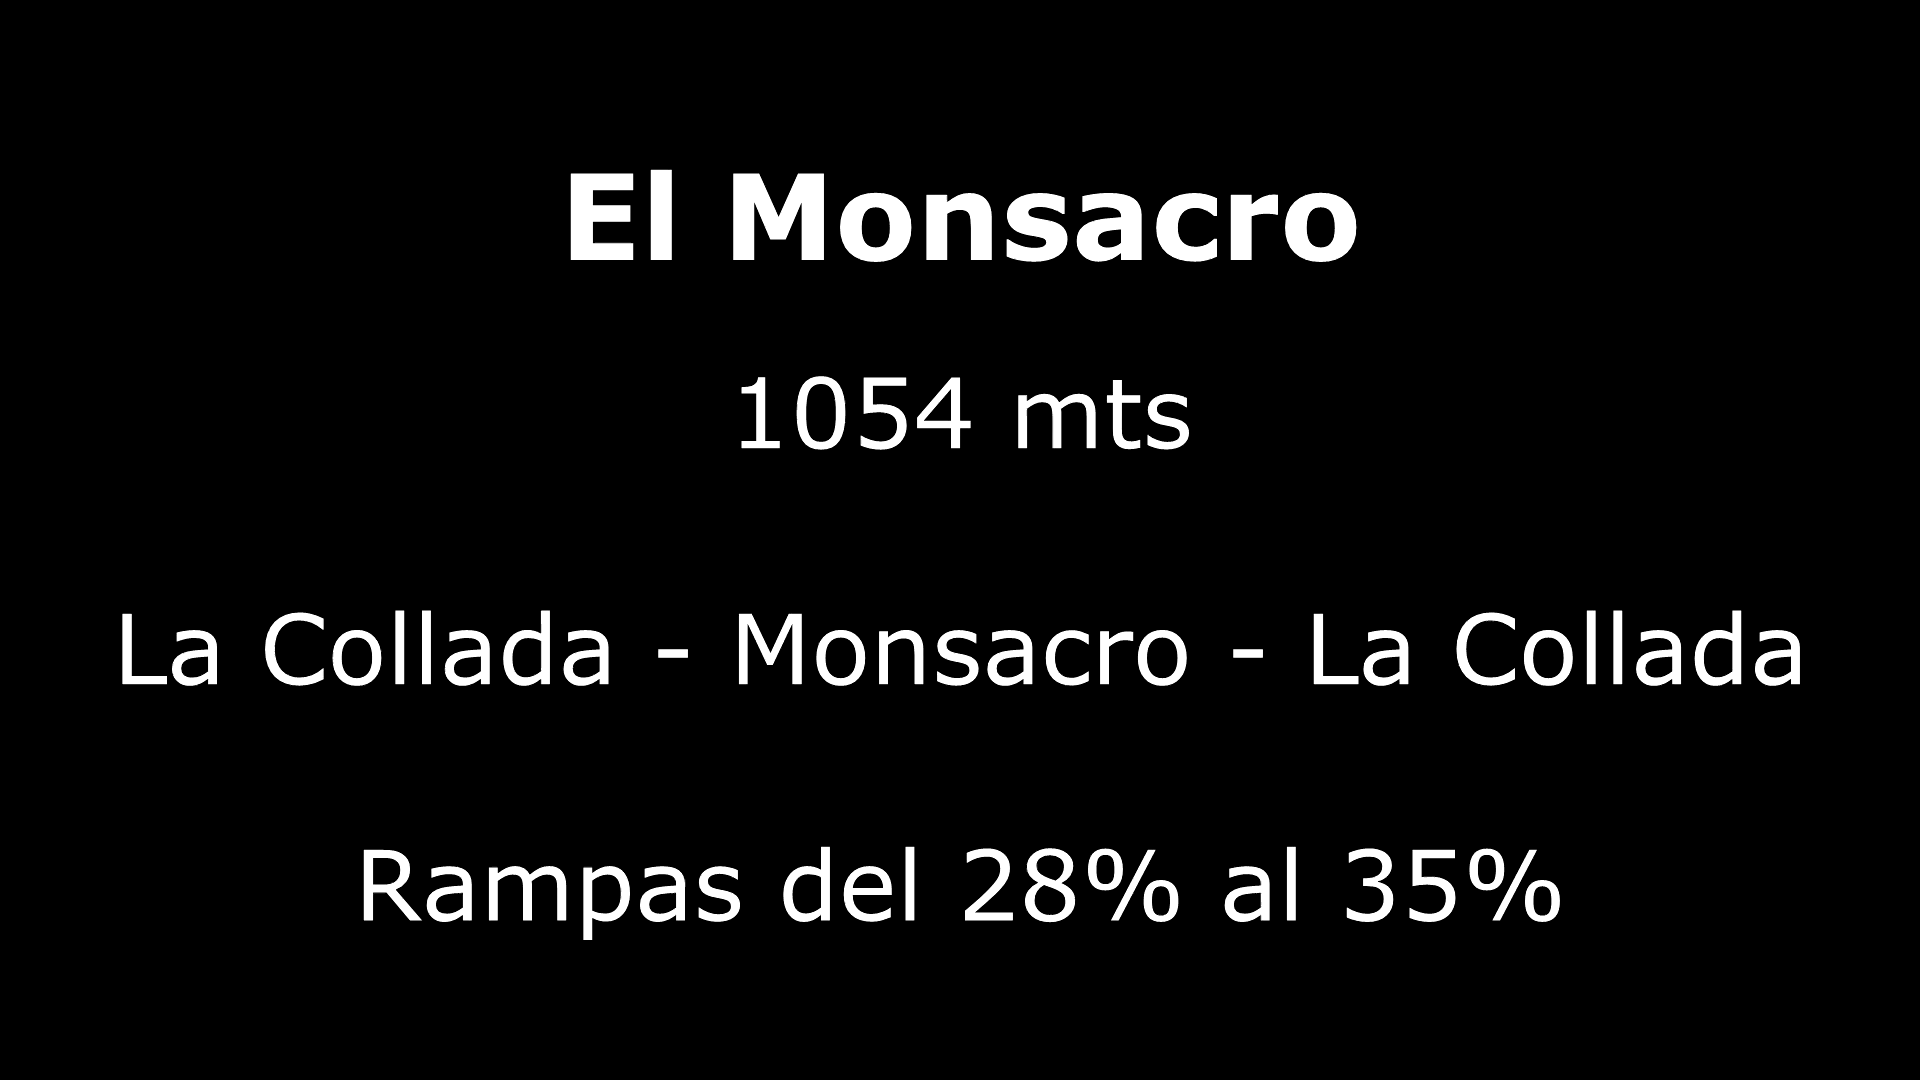 El Monsacro
1054 mts
La Collada - Monsacro - La Collada
Rampas del 28% al 35%